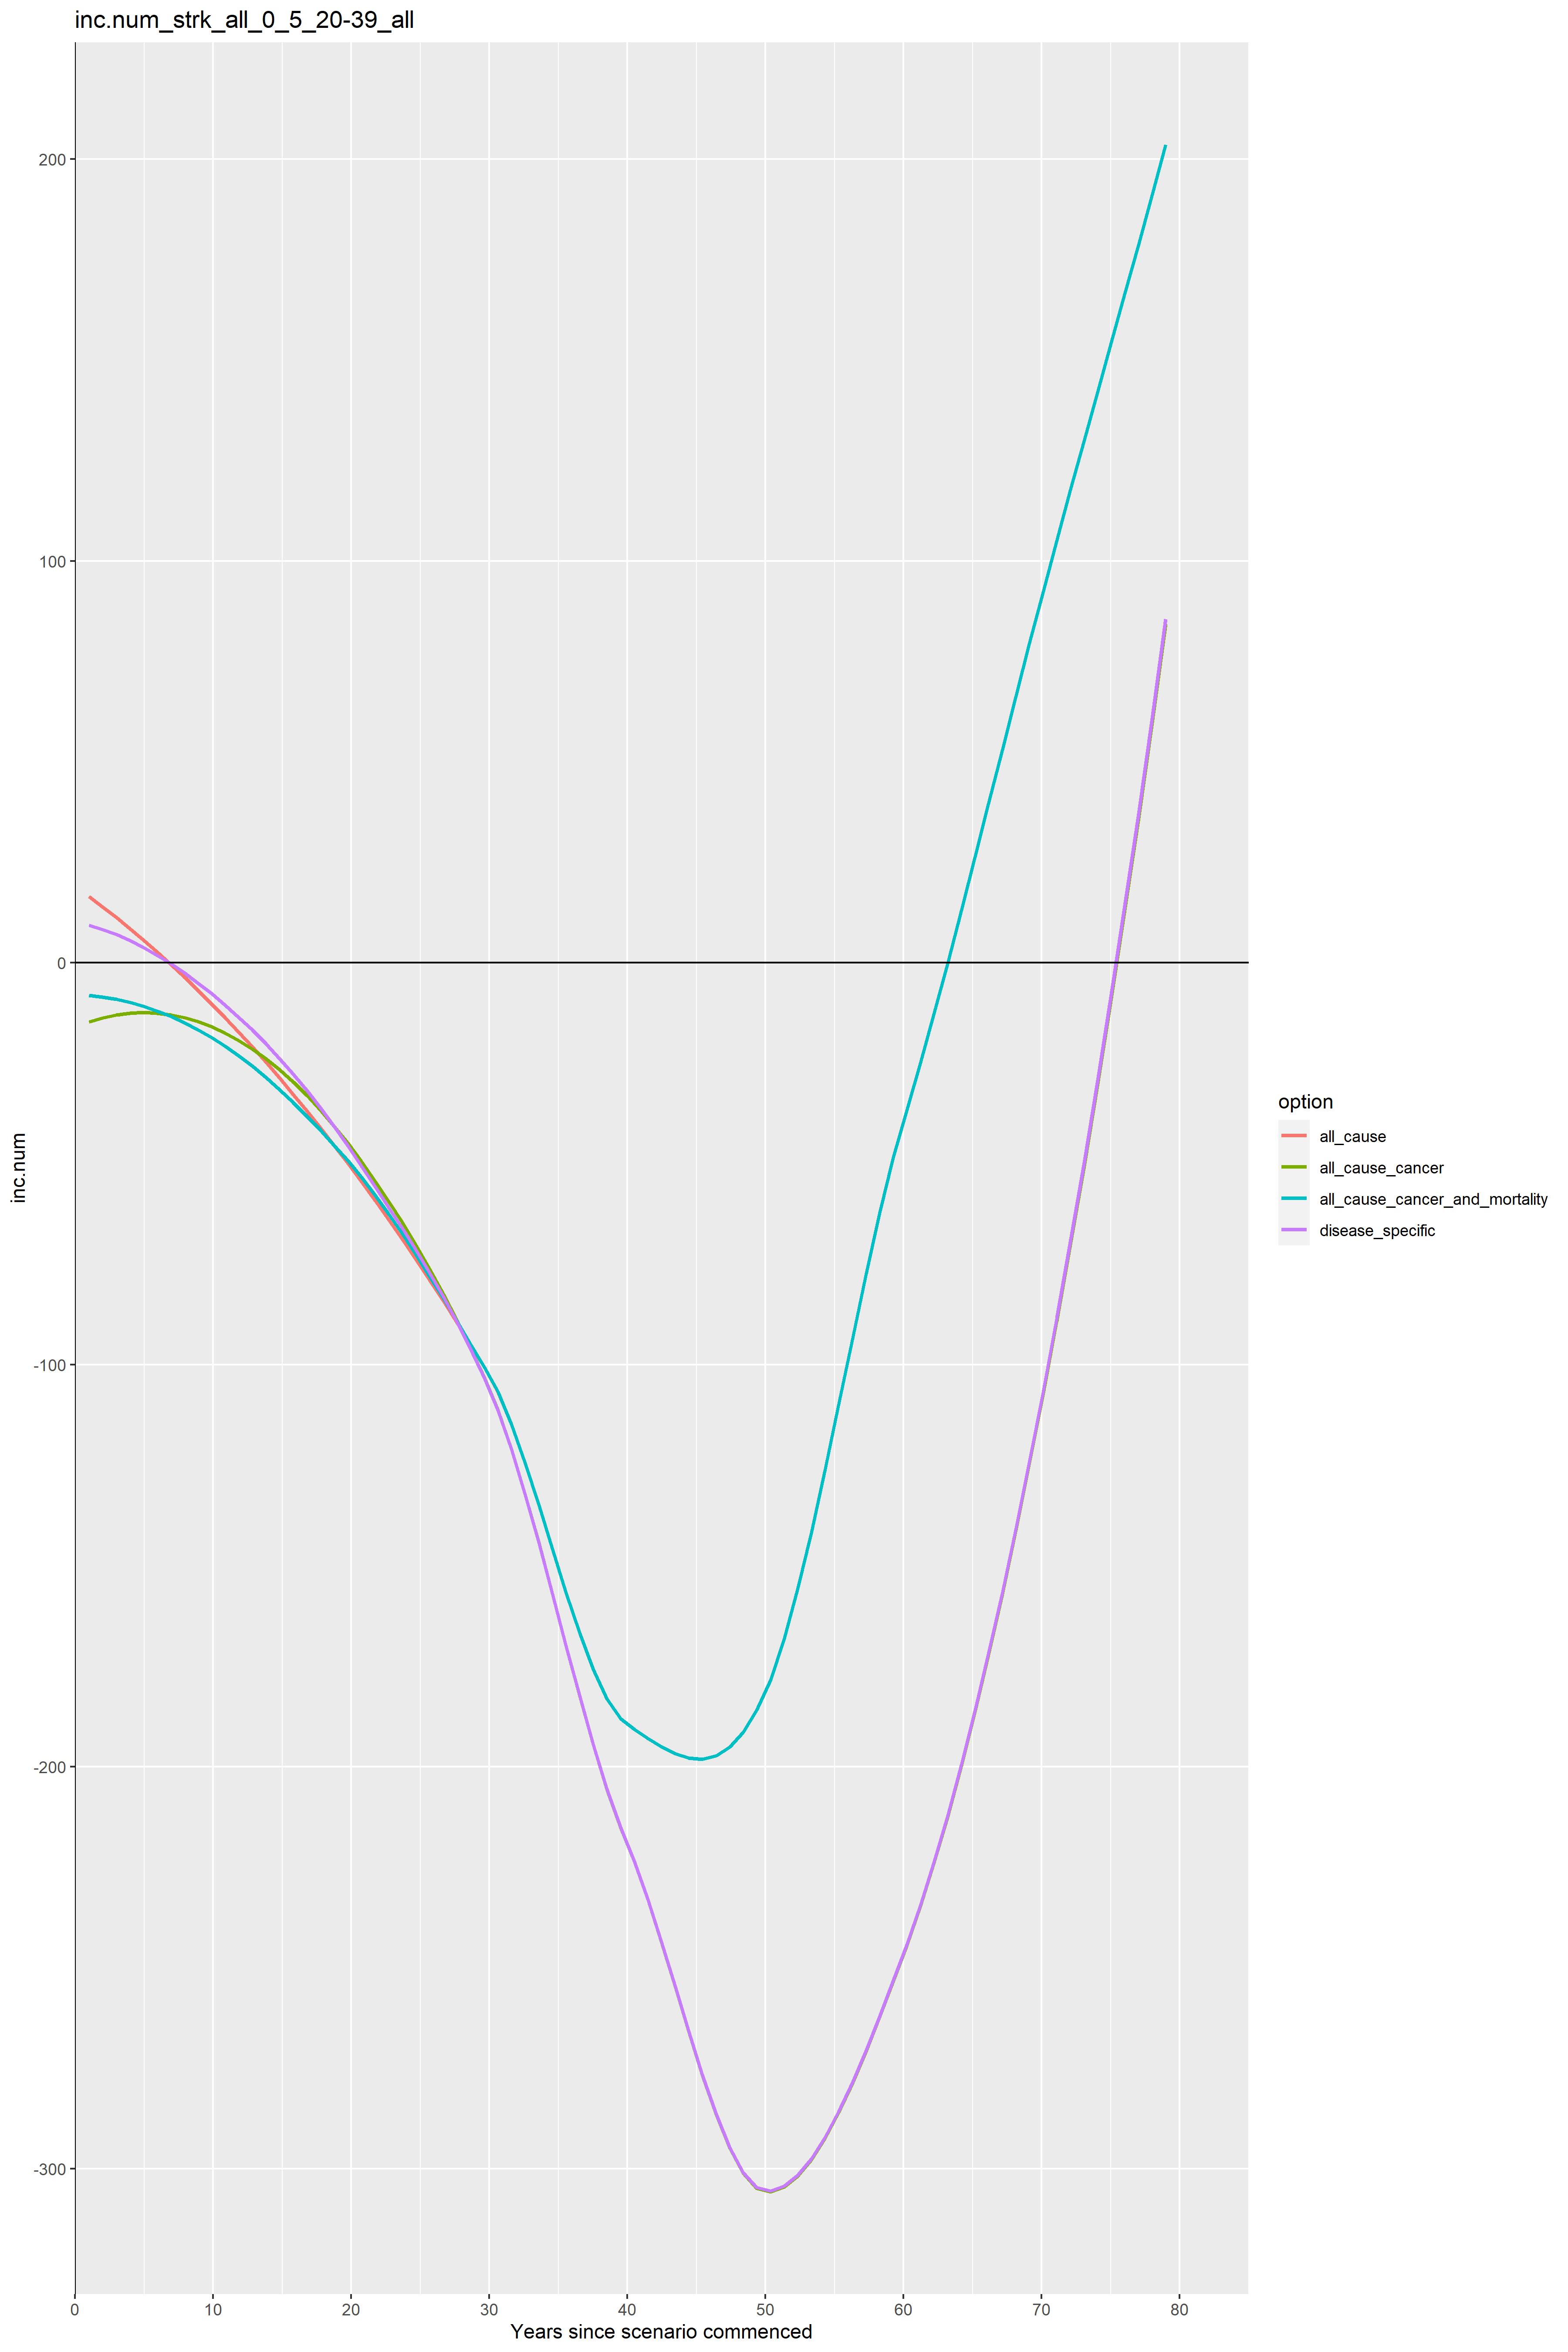 inc.num_strk_all_0_5_20-39_all
200
100
0
-100
-200
-300
inc.num
0 10 20 30 40 50 60 70 80
Years since scenario commenced
option
all_cause
all_cause_cancer
all_cause_cancer_and_mortality
disease_specific